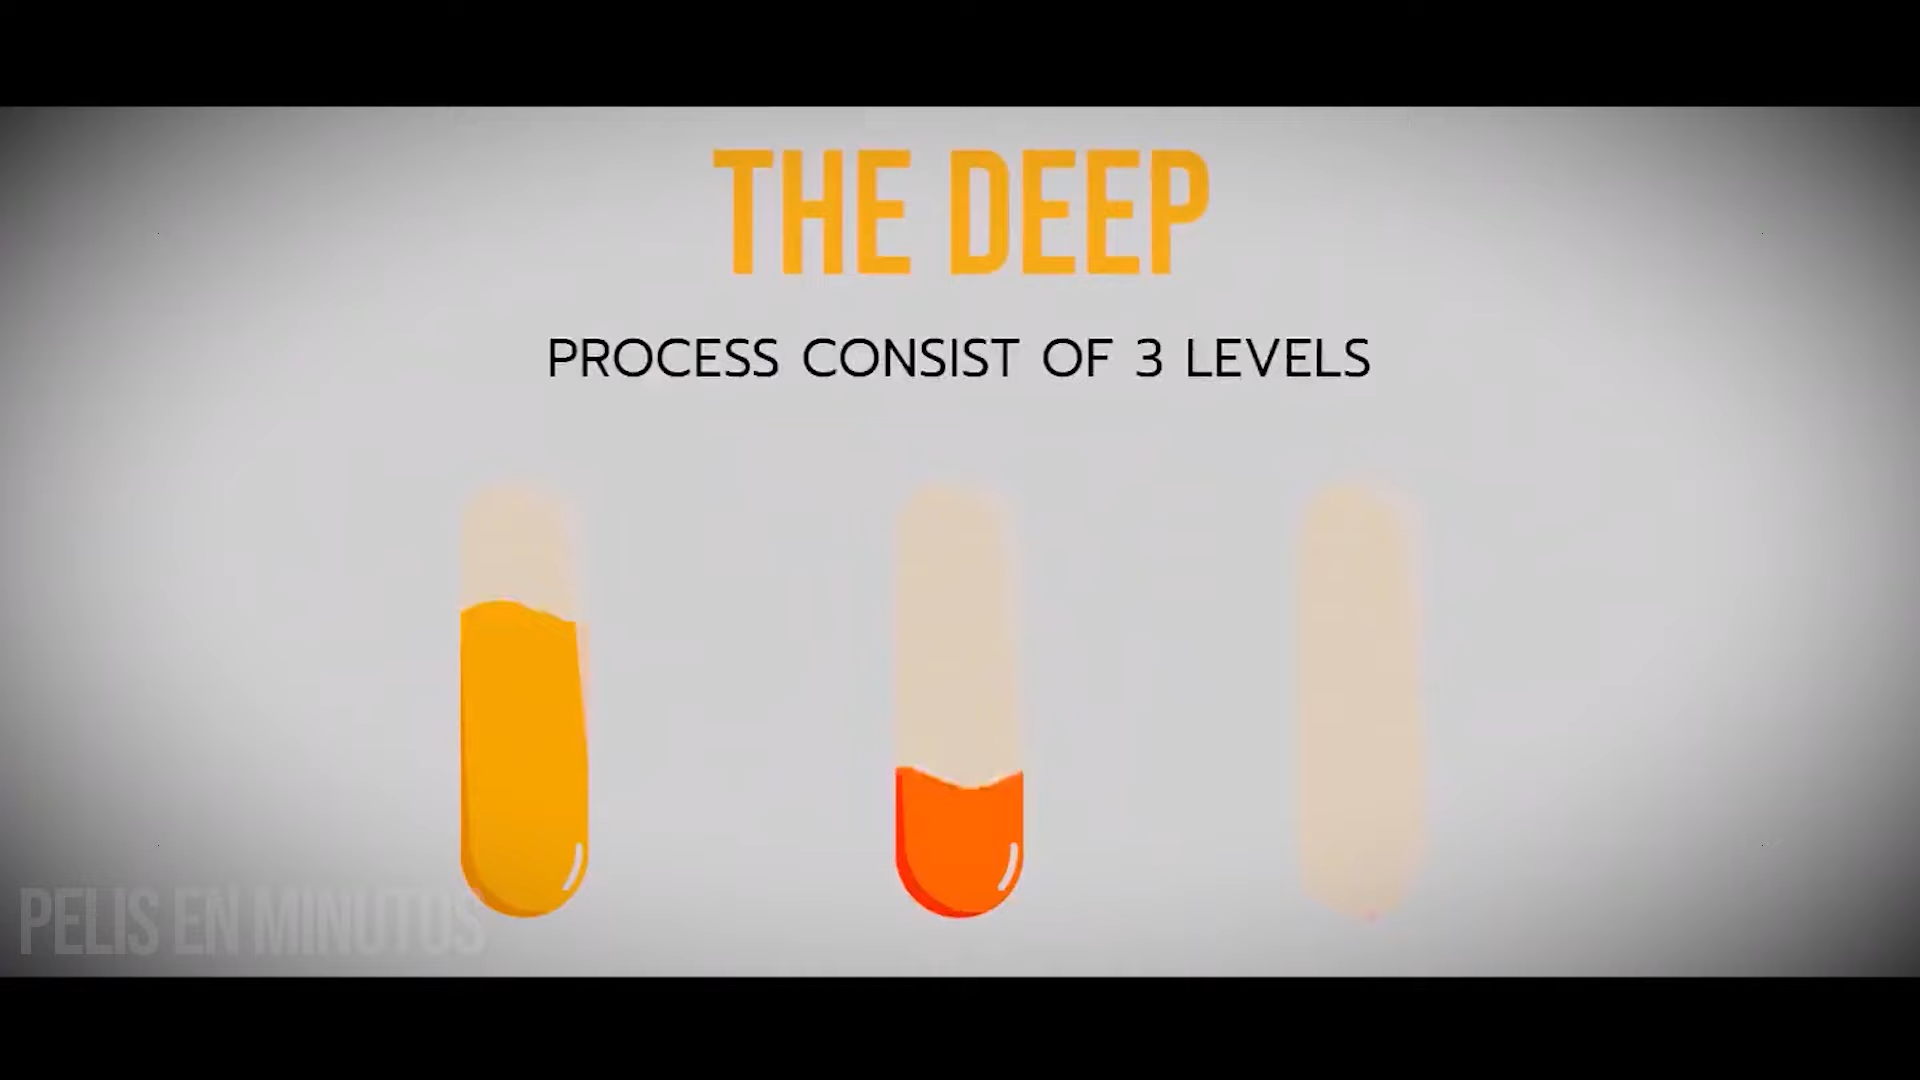 THE DEEP
PROCESS CONSIST OF 3 LEVELS
PELIS EN MINUTOS